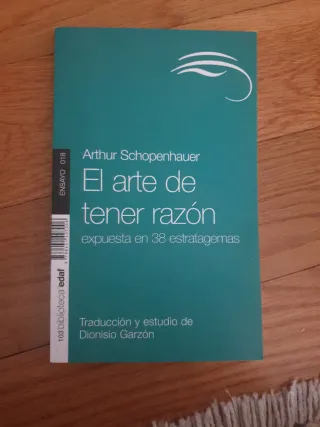 Arthur Schopenhauer
El arte de
tener razón
expuesta en 38 estratagemas
Traducción y estudio de
Dionisio Garzón
ENSAYO 018
biblioteca edaf